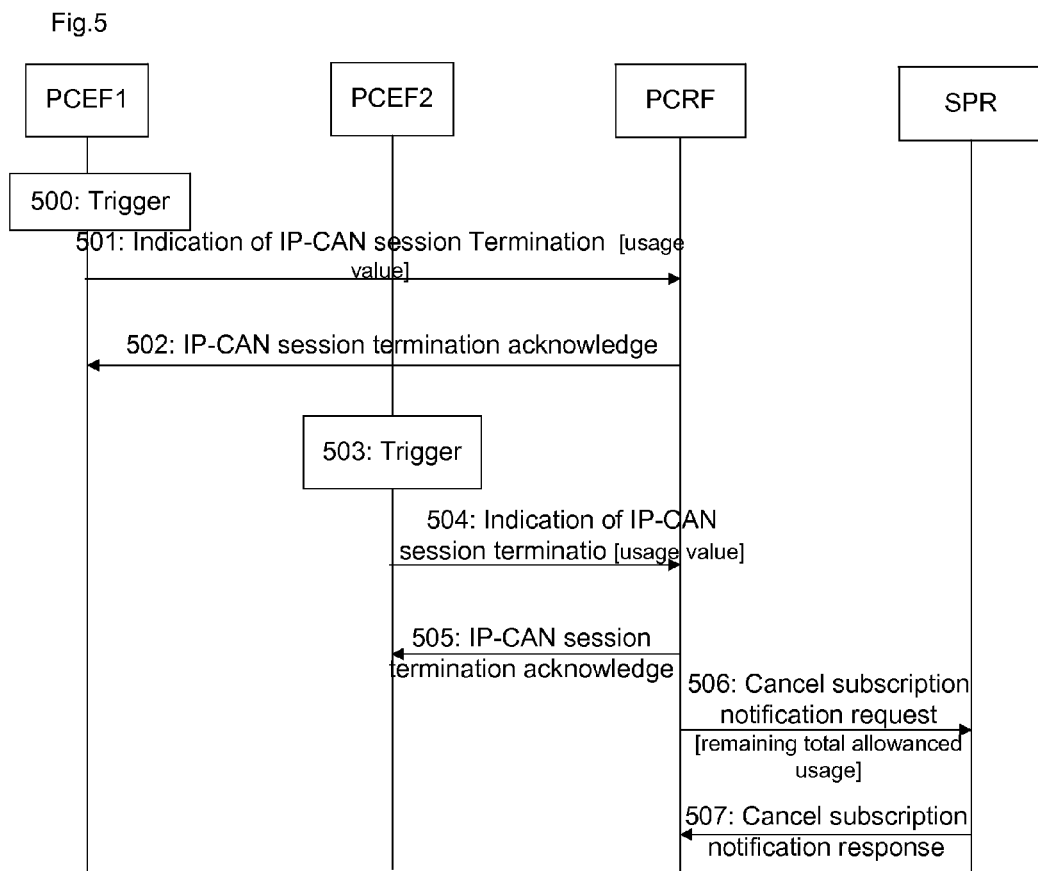 Fig.5
PCEF1
PCEF2
PCRF
SPR
500: Trigger
501: Indication of IP-CAN session Termination [usage
value]
502: IP-CAN session termination acknowledge
503: Trigger
504: Indication of IP-CAN
session terminatio [usage value]
505: IP-CAN session
termination acknowledge
506: Cancel subscription
notification request
[remaining total allowanced
usage]
507: Cancel subscription
notification response